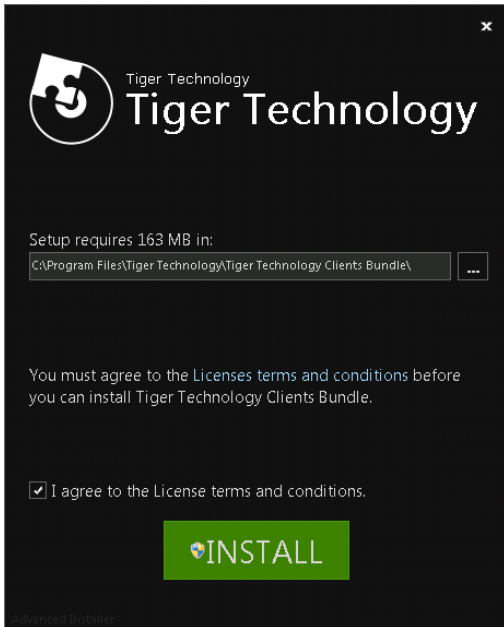 Tiger Technology
Tiger Technology
Setup requires 163 MB in:
C:\Program Files\Tiger Technology\Tiger Technology Clients Bundle\
...
You must agree to the Licenses terms and conditions before
you can install Tiger Technology Clients Bundle.
I agree to the License terms and conditions.
INSTALL
Advanced Installer